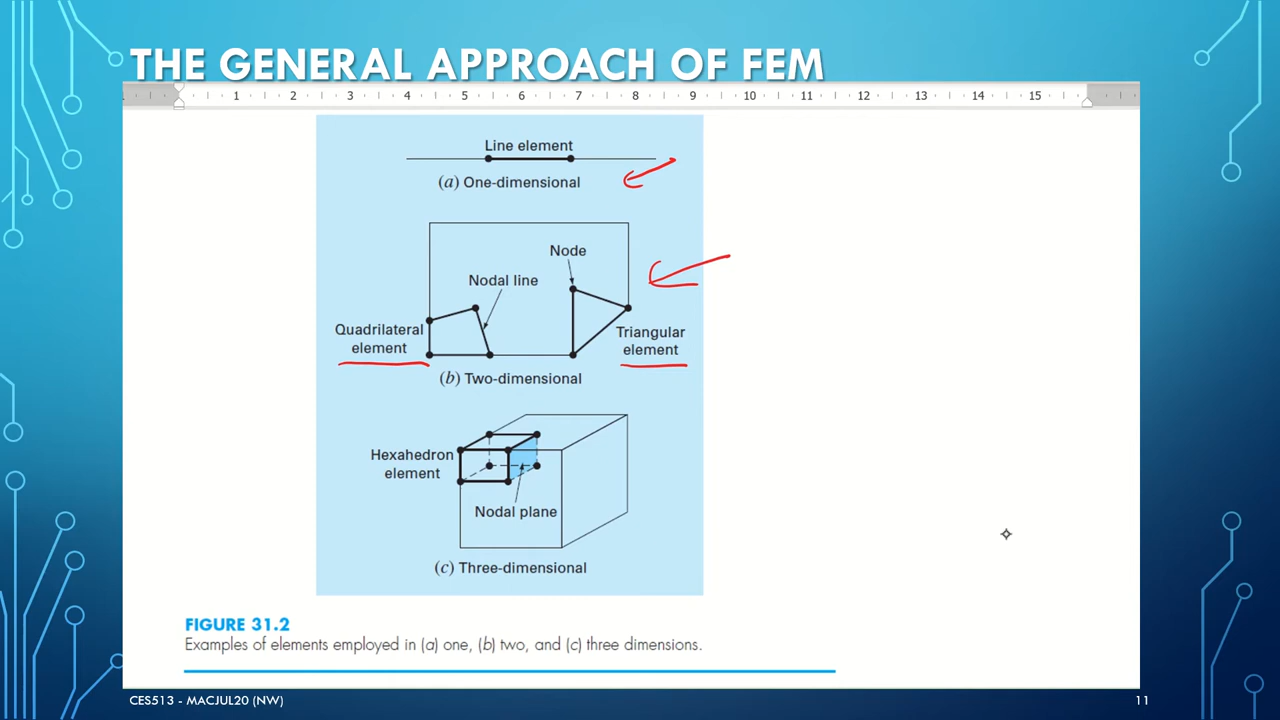 THE GENERAL APPROACH OF FEM
1 2 3 4 5 6 7 8 9 10 11 12 13 14 15
Line element
(a) One-dimensional
Node
Nodal line
Quadrilateral
element
Triangular
element
(b) Two-dimensional
Hexahedron
element
Nodal plane
(c) Three-dimensional
FIGURE 31.2
Examples of elements employed in (a) one, (b) two, and (c) three dimensions.
CES513 - MACJUL20 (NW)
11